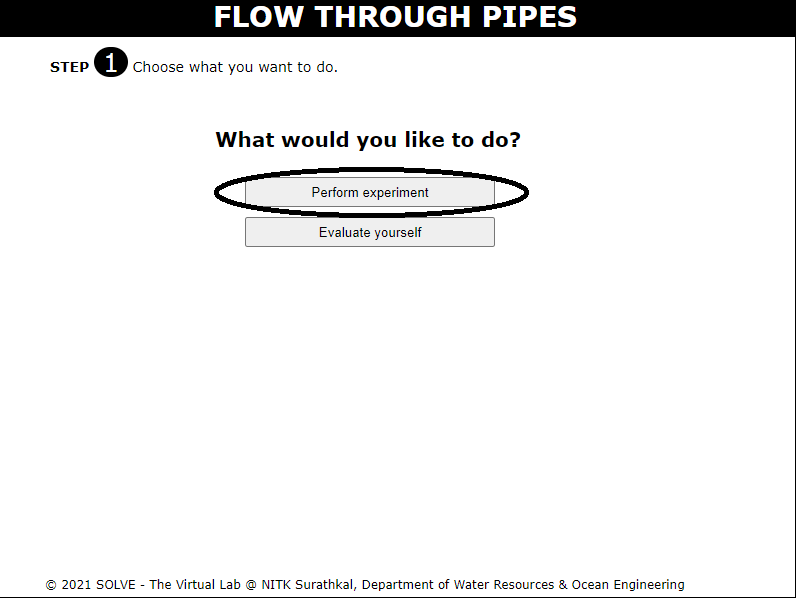 FLOW THROUGH PIPES
STEP 1 Choose what you want to do.
What would you like to do?
Perform experiment
Evaluate yourself
© 2021 SOLVE - The Virtual Lab @ NITK Surathkal, Department of Water Resources & Ocean Engineering